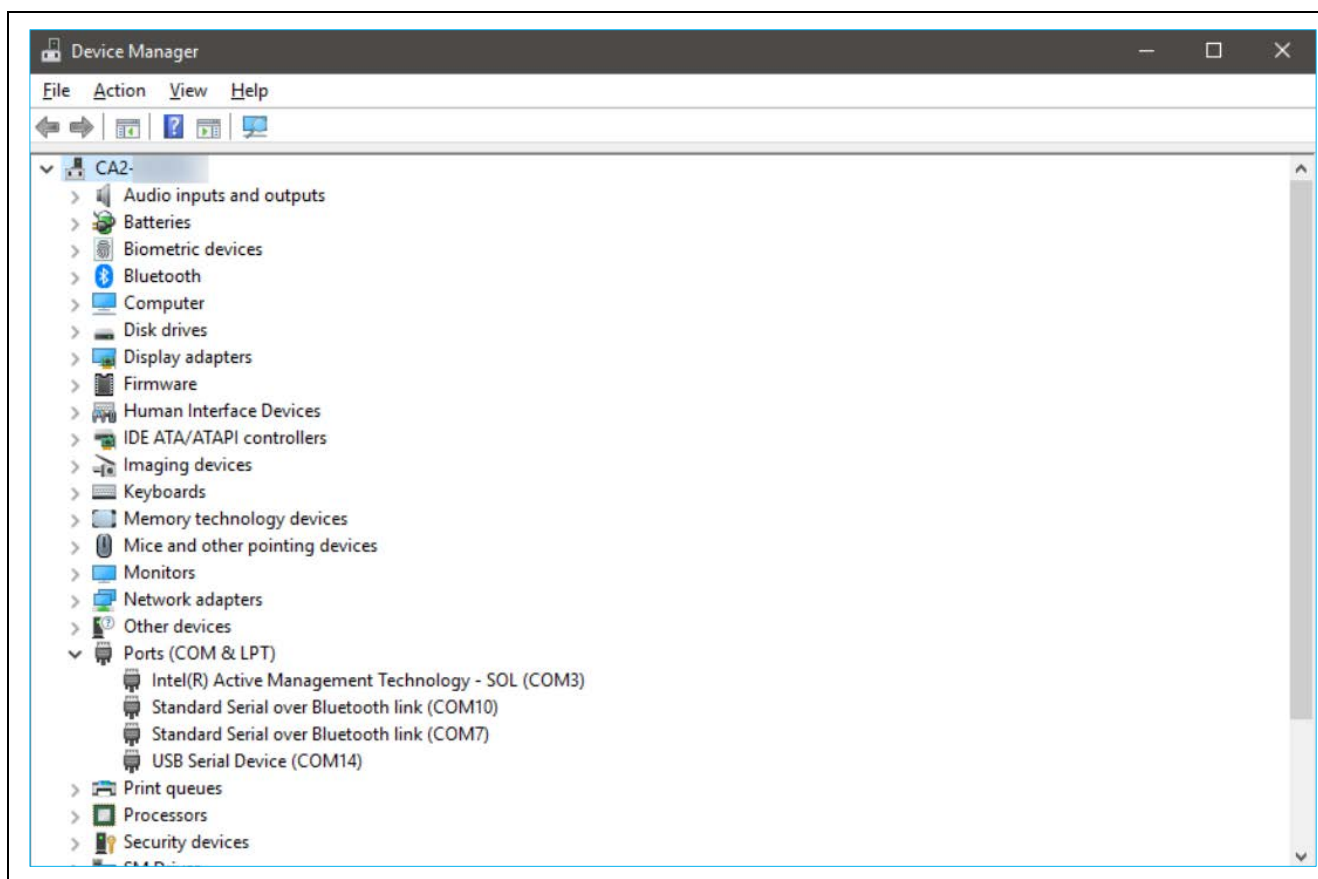 Device Manager
File Action View Help
CA2-
Audio inputs and outputs
Batteries
Biometric devices
Bluetooth
Computer
Disk drives
Display adapters
Firmware
Human Interface Devices
IDE ATA/ATAPI controllers
Imaging devices
Keyboards
Memory technology devices
Mice and other pointing devices
Monitors
Network adapters
Other devices
Ports (COM & LPT)
Intel(R) Active Management Technology - SOL (COM3)
Standard Serial over Bluetooth link (COM10)
Standard Serial over Bluetooth link (COM7)
USB Serial Device (COM14)
Print queues
Processors
Security devices